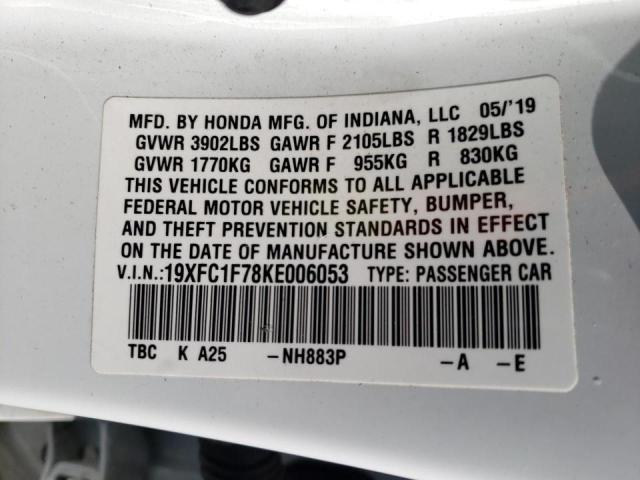 MFD. BY HONDA MFG. OF INDIANA, LLC 05/'19
GVWR 3902LBS GAWR F 2105LBS R 1829LBS
GVWR 1770KG GAWR F 955KG R 830KG
THIS VEHICLE CONFORMS TO ALL APPLICABLE
FEDERAL MOTOR VEHICLE SAFETY, BUMPER,
AND THEFT PREVENTION STANDARDS IN EFFECT
ON THE DATE OF MANUFACTURE SHOWN ABOVE.
V.I.N.:19XFC1F78KE006053 TYPE: PASSENGER CAR
TBC K A25 -NH883P -A -E